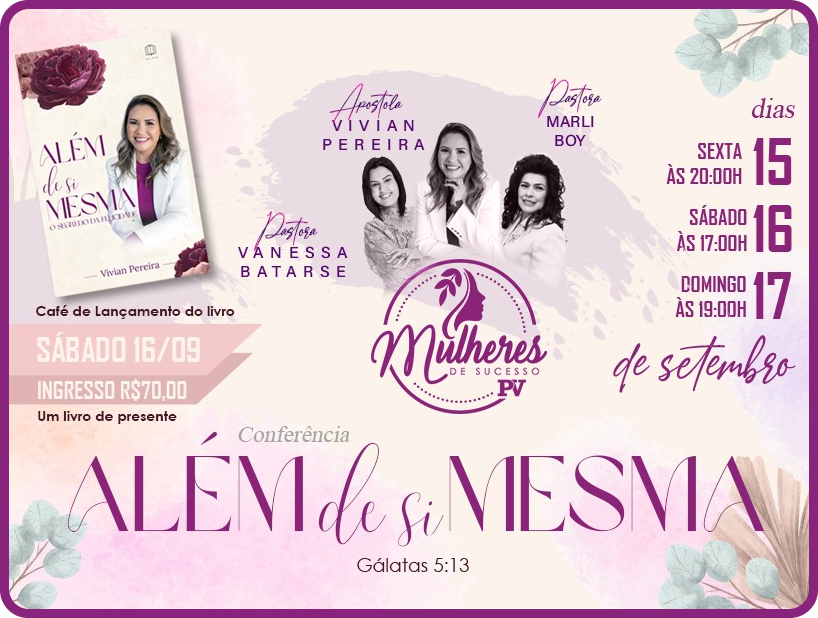 ALÉM
de si
MESMA
O SEGREDO DA FELICIDADE
Vivian Pereira
Apostola
VIVIAN
PEREIRA
Pastora
MARLI
BOY
Pastora
VANESSA
BATARSE
dias
SEXTA
ÀS 20:00H
15
SÁBADO
ÀS 17:00H
16
DOMINGO
ÀS 19:00H
17
de setembro
Café de Lançamento do livro
SÁBADO 16/09
INGRESSO R$70,00
Um livro de presente
Mulheres
DE SUCESSO
PV
Conferência
ALÉM de si MESMA
Gálatas 5:13